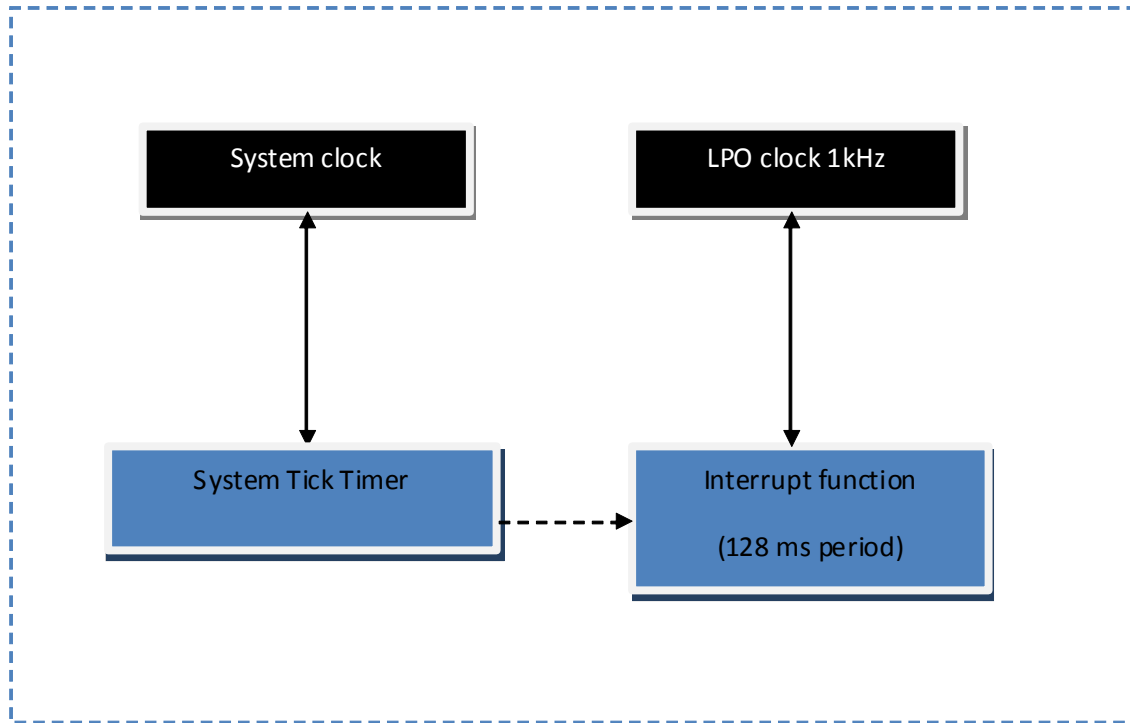 System clock
LPO clock 1kHz
System Tick Timer
Interrupt function
(128 ms period)